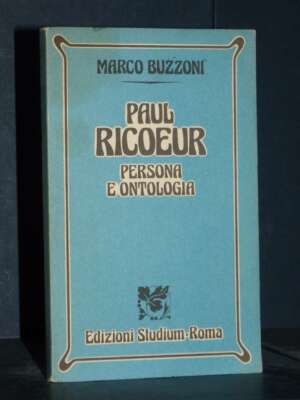 MARCO BUZZONI
PAUL
RICOEUR
PERSONA
E ONTOLOGIA
Edizioni Studium-Roma